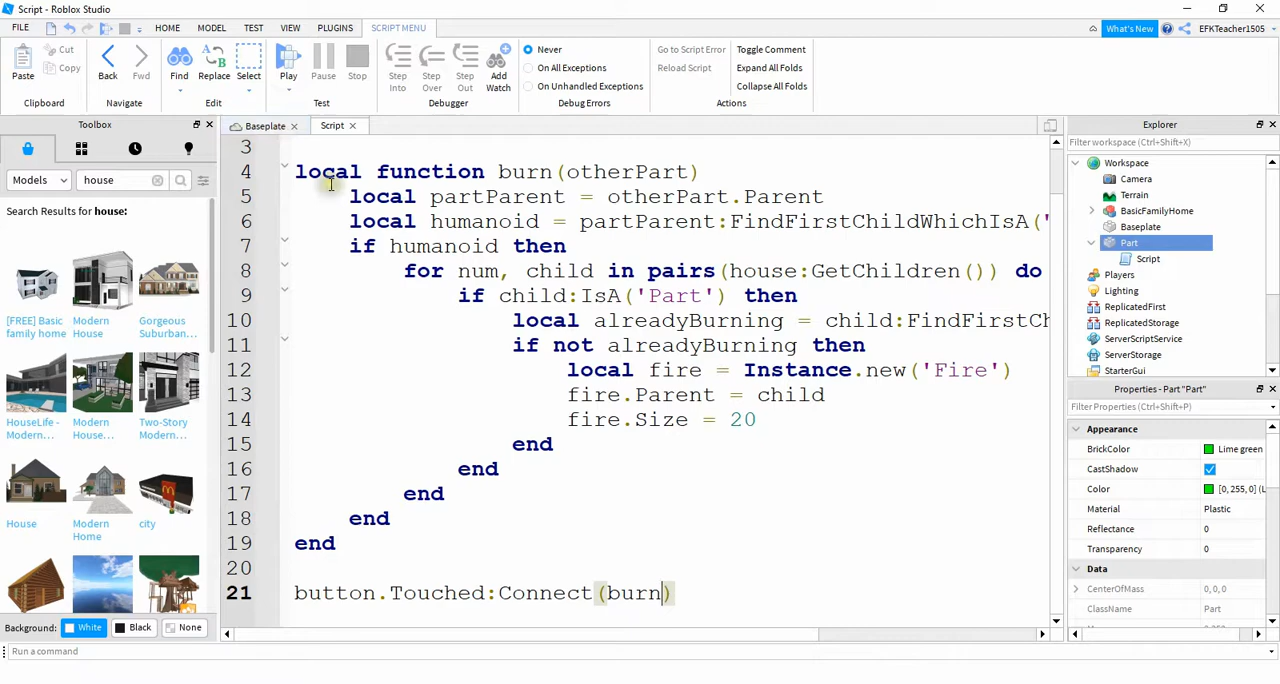 Script - Roblox Studio
FILE HOME MODEL TEST VIEW PLUGINS SCRIPT MENU What's New EFKTeacher1505
Paste Cut Copy Back Fwd Find Replace Select Play Pause Stop Step Into Step Over Step Out Add Watch
Never
On All Exceptions
On Unhandled Exceptions
Go to Script Error
Reload Script
Toggle Comment
Expand All Folds
Collapse All Folds
Clipboard Navigate Edit Test Debugger Debug Errors Actions
Toolbox
Models house
Search Results for house:
[FREE] Basic family home
Modern House
Gorgeous Suburban...
HouseLife - Modern...
Modern House...
Two-Story Modern...
House
Modern Home
city
Background: White Black None
Run a command
Baseplate Script
3
4 local function burn(otherPart)
5 local partParent = otherPart.Parent
6 local humanoid = partParent:FindFirstChildWhichIsA('
7 if humanoid then
8 for num, child in pairs(house:GetChildren()) do
9 if child:IsA('Part') then
10 local alreadyBurning = child:FindFirstCh
11 if not alreadyBurning then
12 local fire = Instance.new('Fire')
13 fire.Parent = child
14 fire.Size = 20
15 end
16 end
17 end
18 end
19 end
20
21 button.Touched:Connect(burn)
Explorer
Filter workspace (Ctrl+Shift+X)
Workspace
Camera
Terrain
BasicFamilyHome
Baseplate
Part
Script
Players
Lighting
ReplicatedFirst
ReplicatedStorage
ServerScriptService
ServerStorage
StarterGui
Properties - Part "Part"
Filter Properties (Ctrl+Shift+P)
Appearance
BrickColor Lime green
CastShadow
Color [0, 255, 0] (L
Material Plastic
Reflectance 0
Transparency 0
Data
CenterOfMass 0, 0, 0
ClassName Part